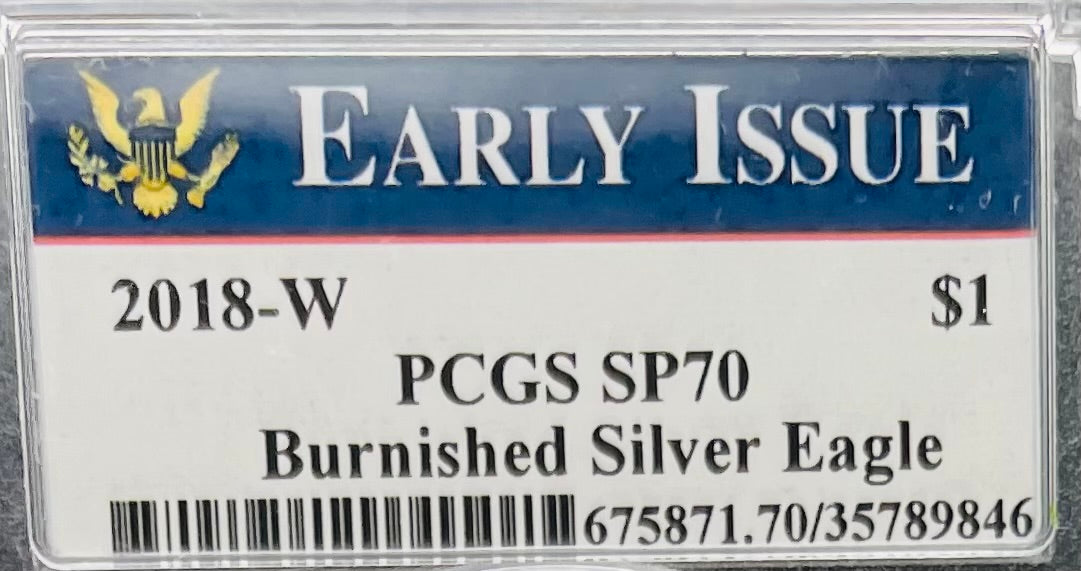 EARLY ISSUE
2018-W $1
PCGS SP70
Burnished Silver Eagle
675871.70/35789846